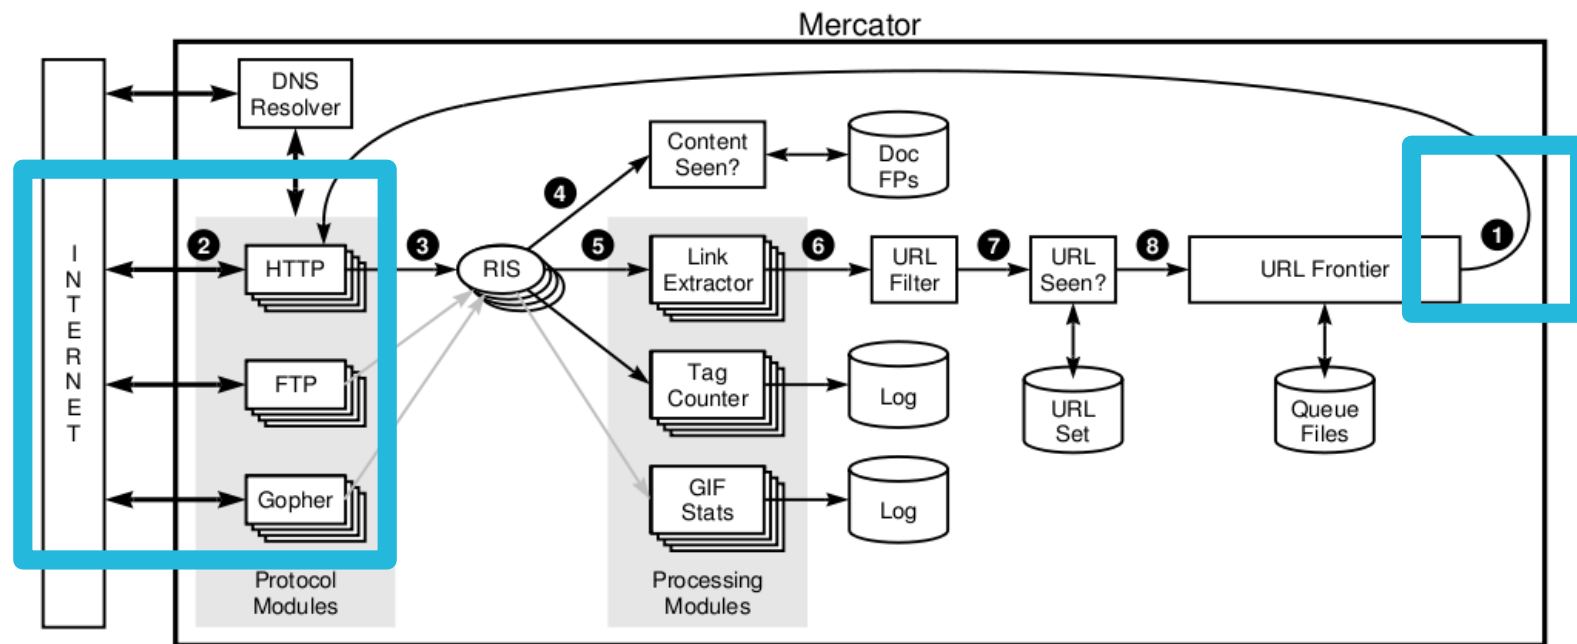 Mercator
DNS
Resolver
INTERNET
Content
Seen?
Doc
FPs
4
2
HTTP
3
RIS
5
Link
Extractor
6
URL
Filter
7
URL
Seen?
8
URL Frontier
1
FTP
Tag
Counter
Log
URL
Set
Queue
Files
Gopher
GIF
Stats
Log
Protocol
Modules
Processing
Modules